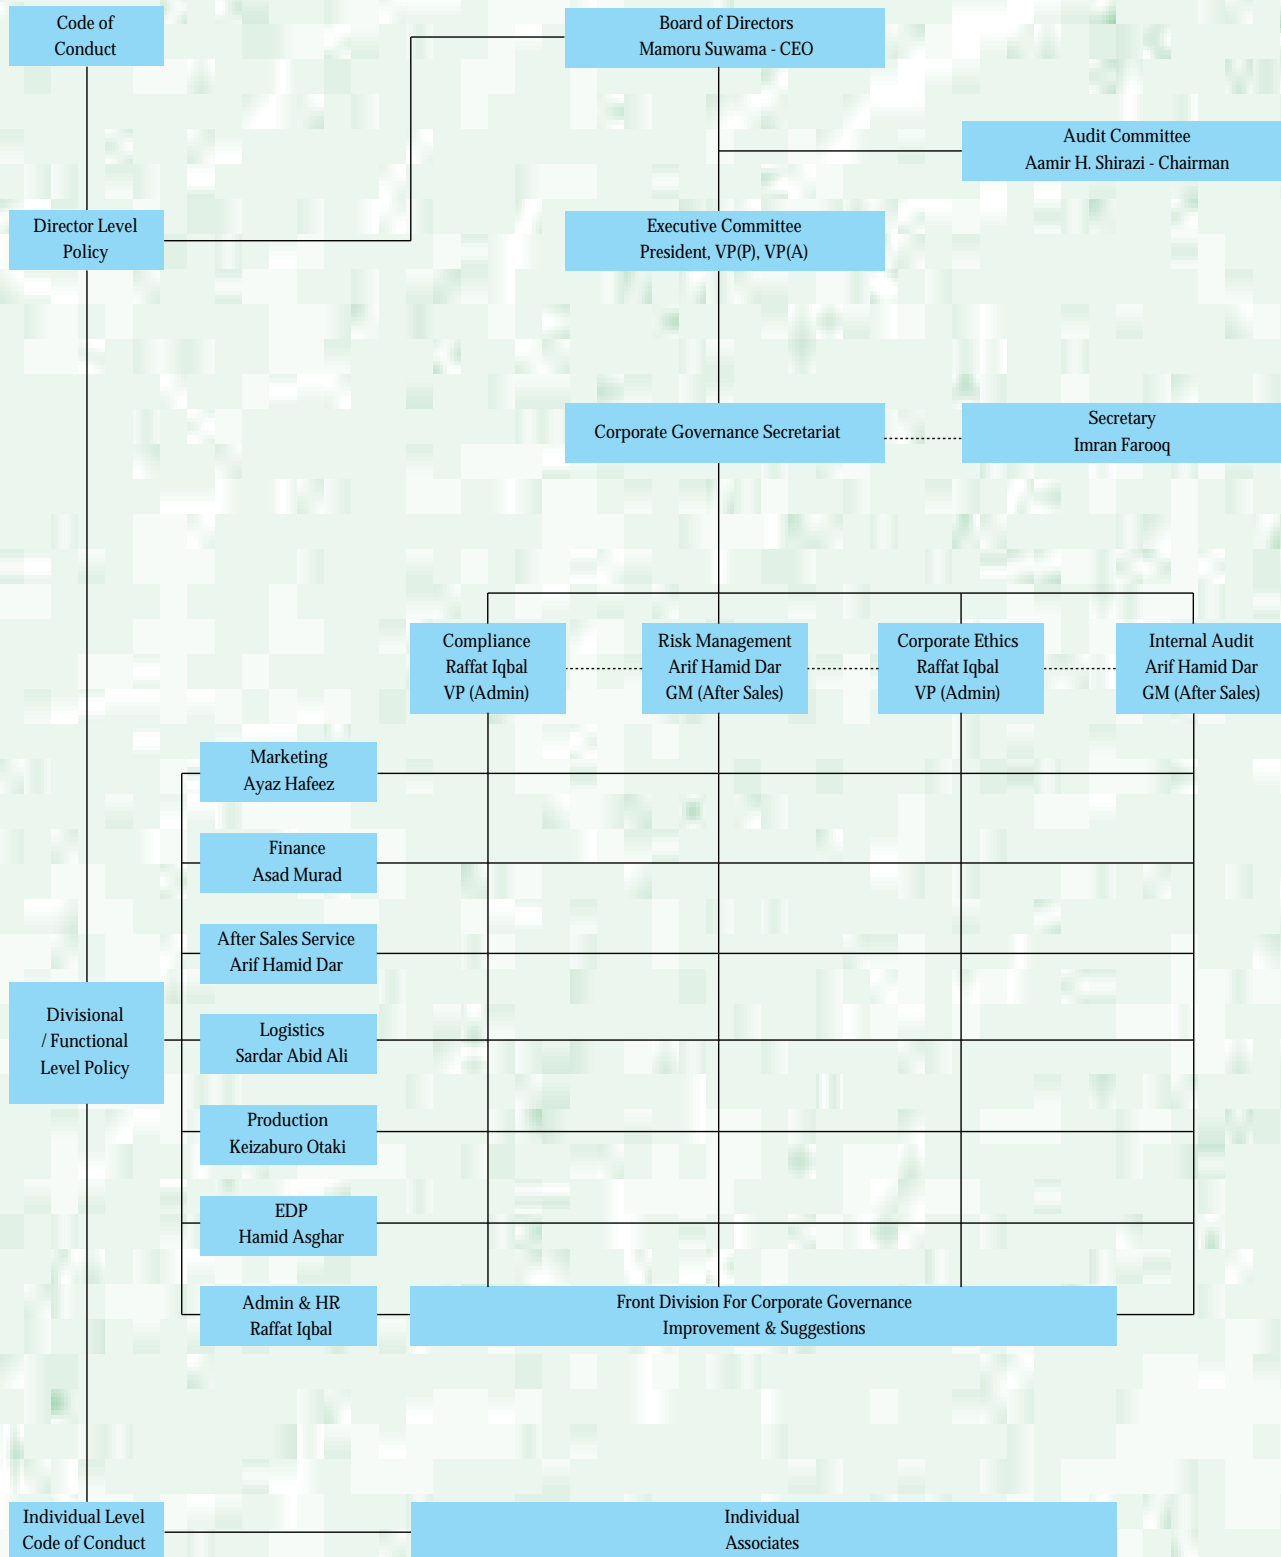 Code of
Conduct
Board of Directors
Mamoru Suwama - CEO
Audit Committee
Aamir H. Shirazi - Chairman
Director Level
Policy
Executive Committee
President, VP(P), VP(A)
Corporate Governance Secretariat
Secretary
Imran Farooq
Compliance
Raffat Iqbal
VP (Admin)
Risk Management
Arif Hamid Dar
GM (After Sales)
Corporate Ethics
Raffat Iqbal
VP (Admin)
Internal Audit
Arif Hamid Dar
GM (After Sales)
Marketing
Ayaz Hafeez
Finance
Asad Murad
After Sales Service
Arif Hamid Dar
Divisional
/ Functional
Level Policy
Logistics
Sardar Abid Ali
Production
Keizaburo Otaki
EDP
Hamid Asghar
Admin & HR
Raffat Iqbal
Front Division For Corporate Governance
Improvement & Suggestions
Individual Level
Code of Conduct
Individual
Associates